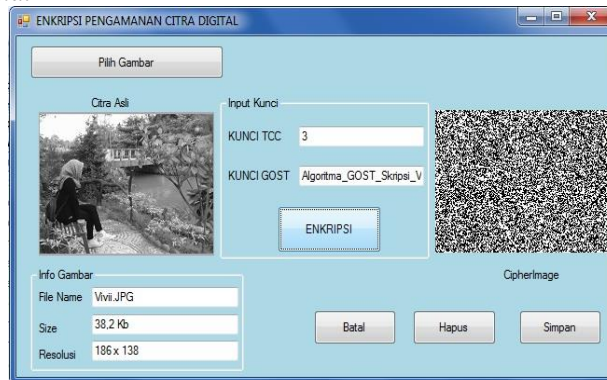 ENKRIPSI PENGAMANAN CITRA DIGITAL
Pilih Gambar
Citra Asli
Input Kunci
KUNCI TCC 3
KUNCI GOST Algoritma_GOST_Skripsi_V
ENKRIPSI
CipherImage
Info Gambar
File Name Vivii.JPG
Size 38,2 Kb
Resolusi 186 x 138
Batal Hapus Simpan